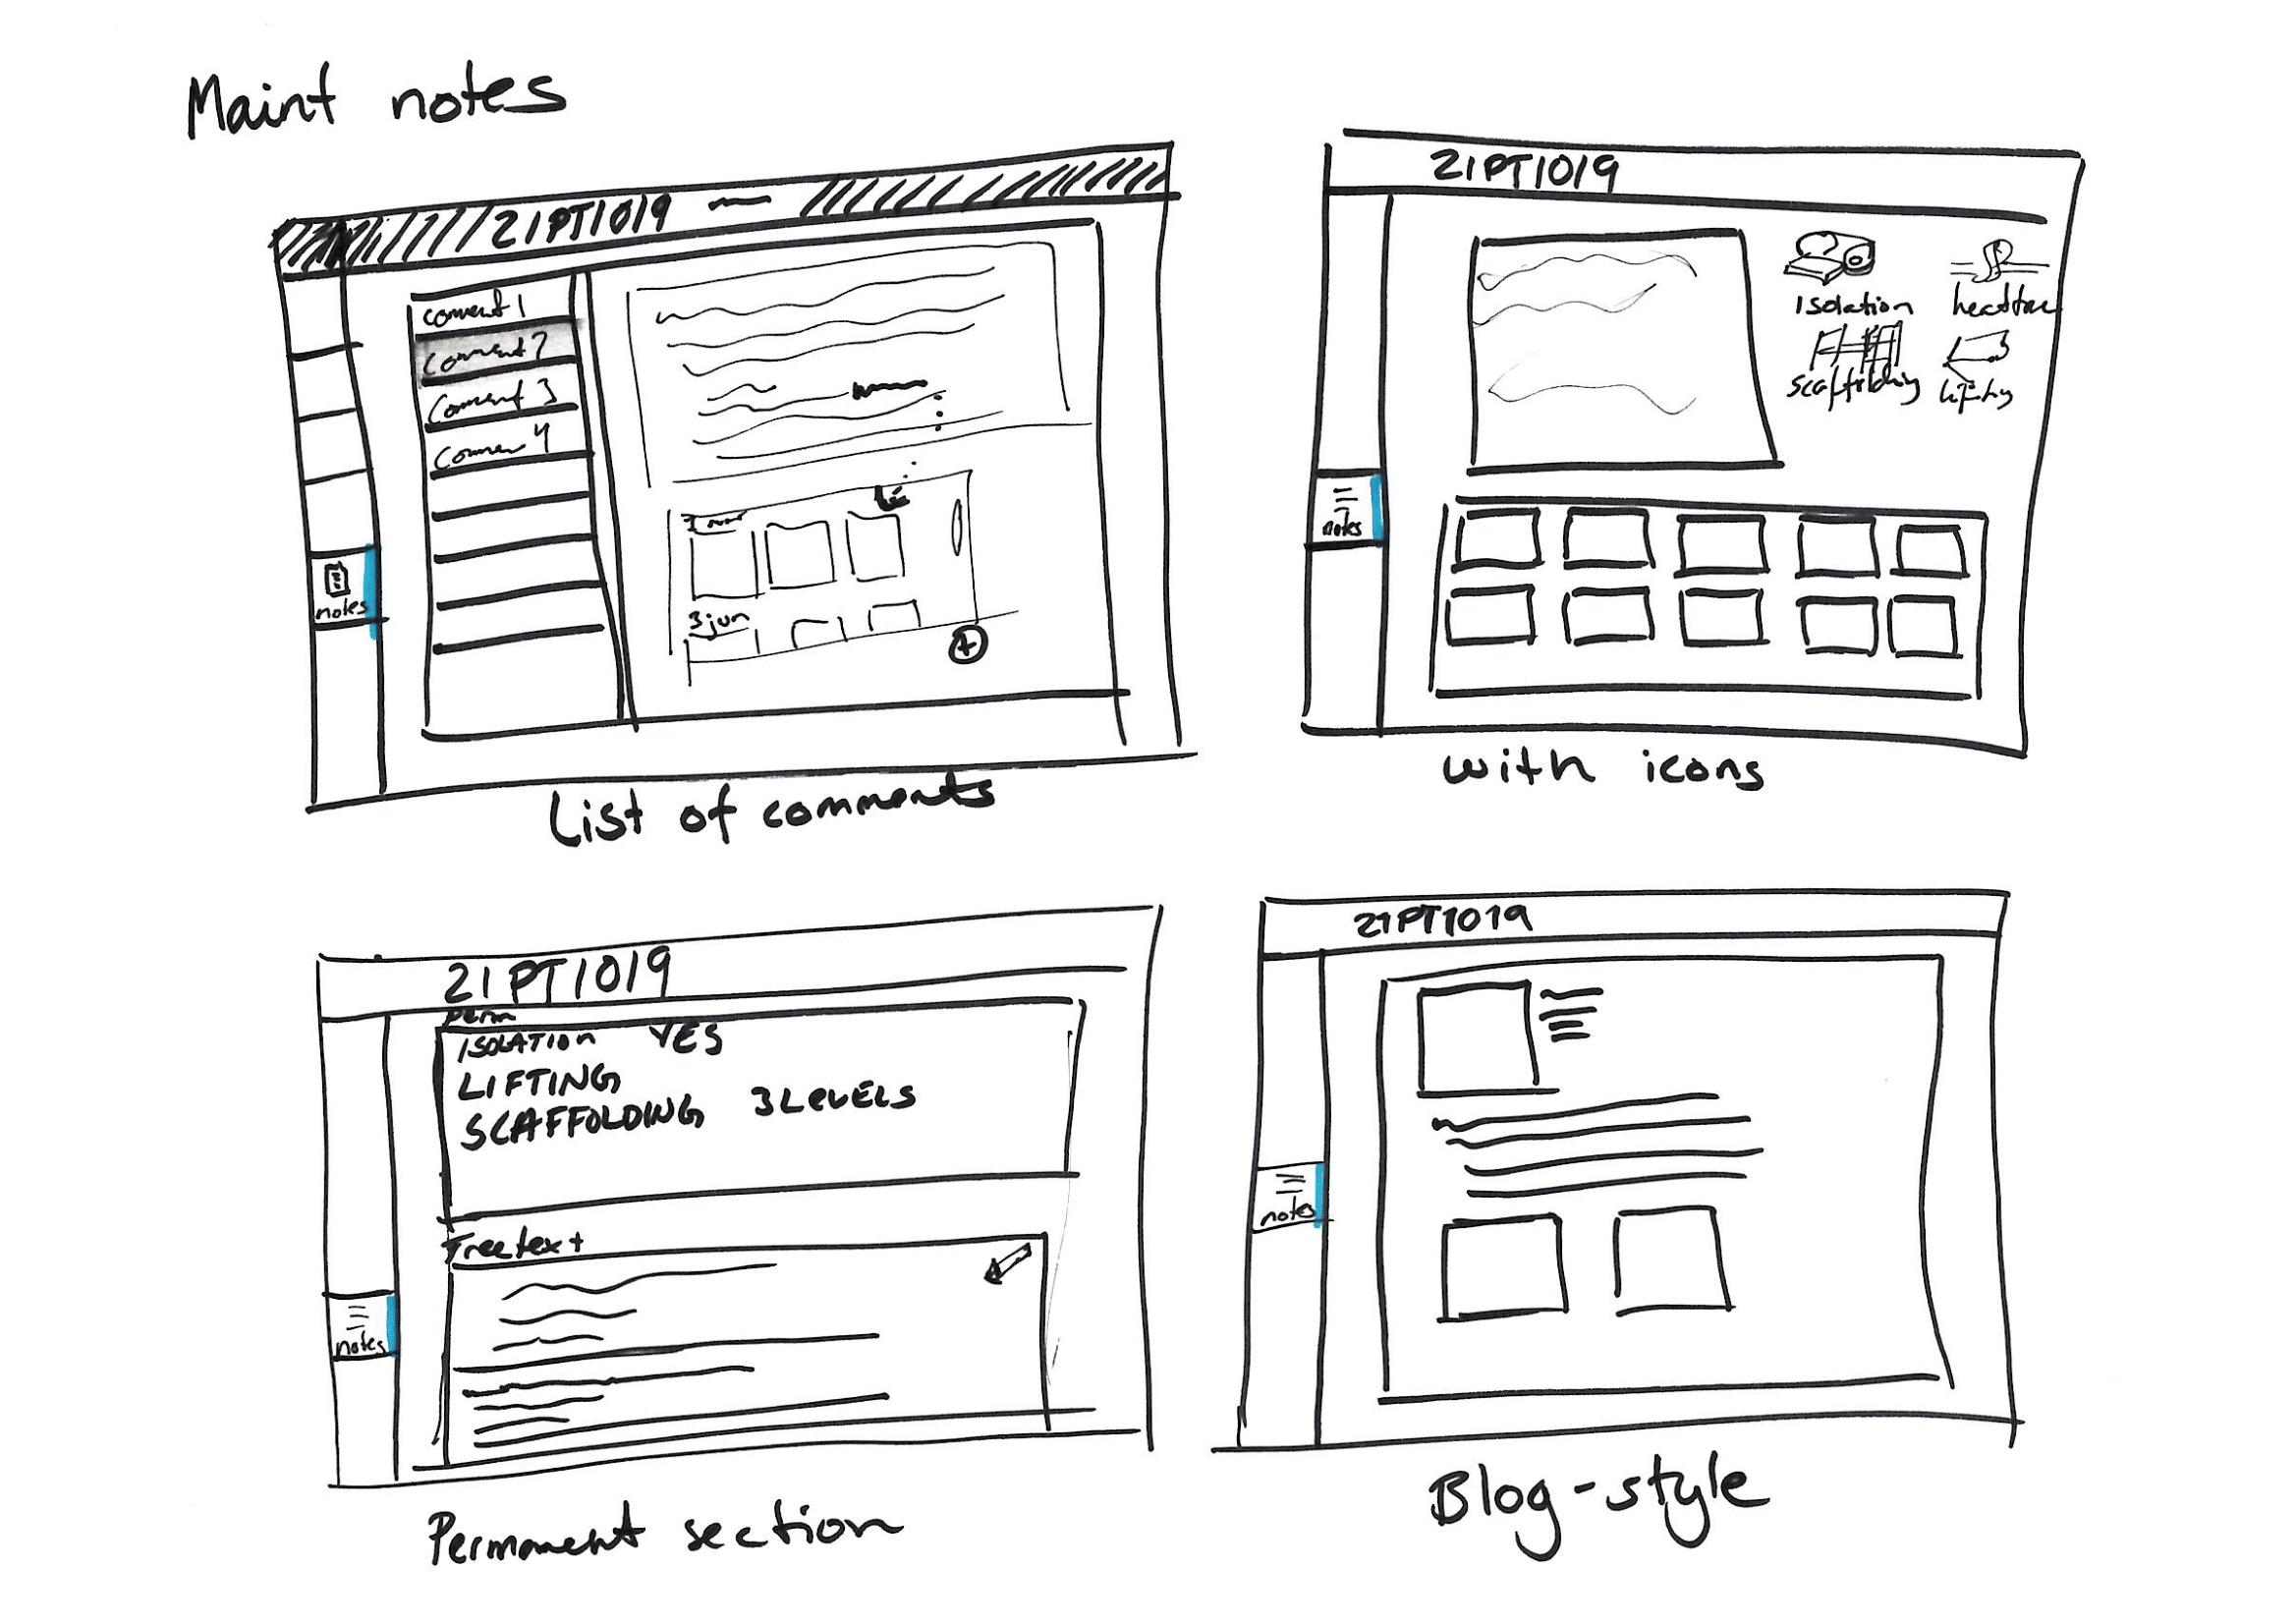 Maint notes
21PT1019
comment 1
comment 2
comment 3
commen 4
notes
3 jun
List of comments
21PT1019
isolation
scaffolding
lifting
notes
with icons
21PT1019
perm
ISOLATION YES
LIFTING
SCAFFOLDING 3 LEVELS
Freetext
notes
Permanent section
21PT1019
notes
Blog-style